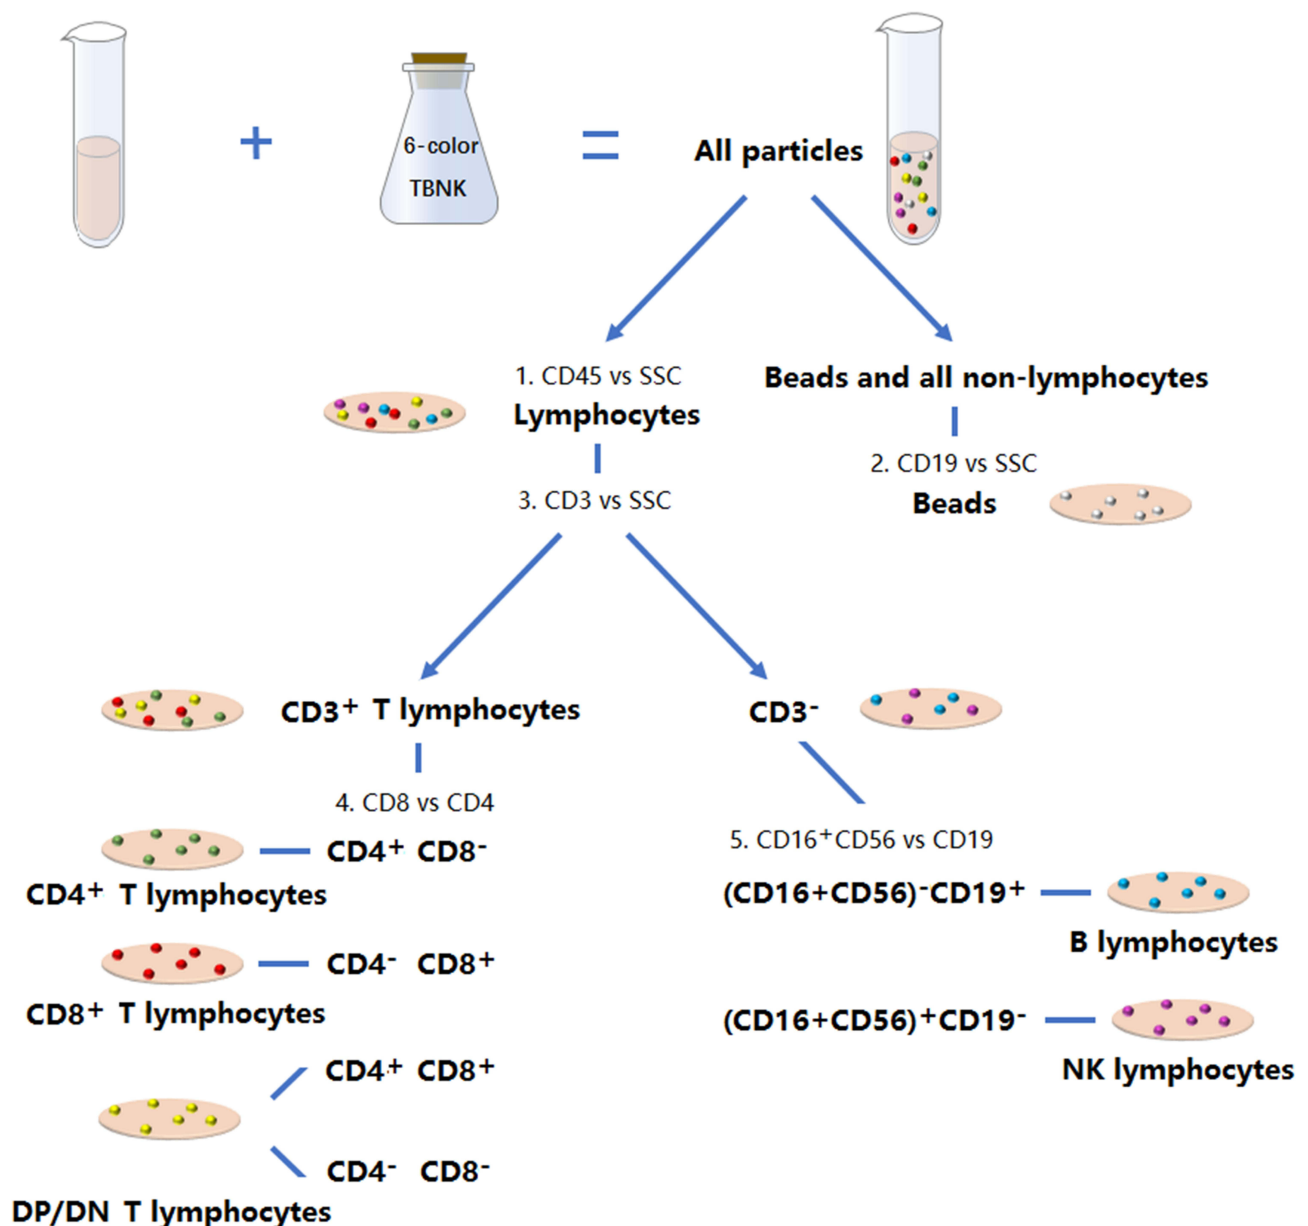 6-color
TBNK
All particles
1. CD45 vs SSC
Lymphocytes
Beads and all non-lymphocytes
2. CD19 vs SSC
Beads
3. CD3 vs SSC
CD3⁺ T lymphocytes
CD3⁻
4. CD8 vs CD4
CD4⁺ CD8⁻
CD4⁺ T lymphocytes
CD4⁻ CD8⁺
CD8⁺ T lymphocytes
CD4⁺ CD8⁺
CD4⁻ CD8⁻
DP/DN T lymphocytes
5. CD16⁺CD56 vs CD19
(CD16+CD56)⁻CD19⁺
B lymphocytes
(CD16+CD56)⁺CD19⁻
NK lymphocytes